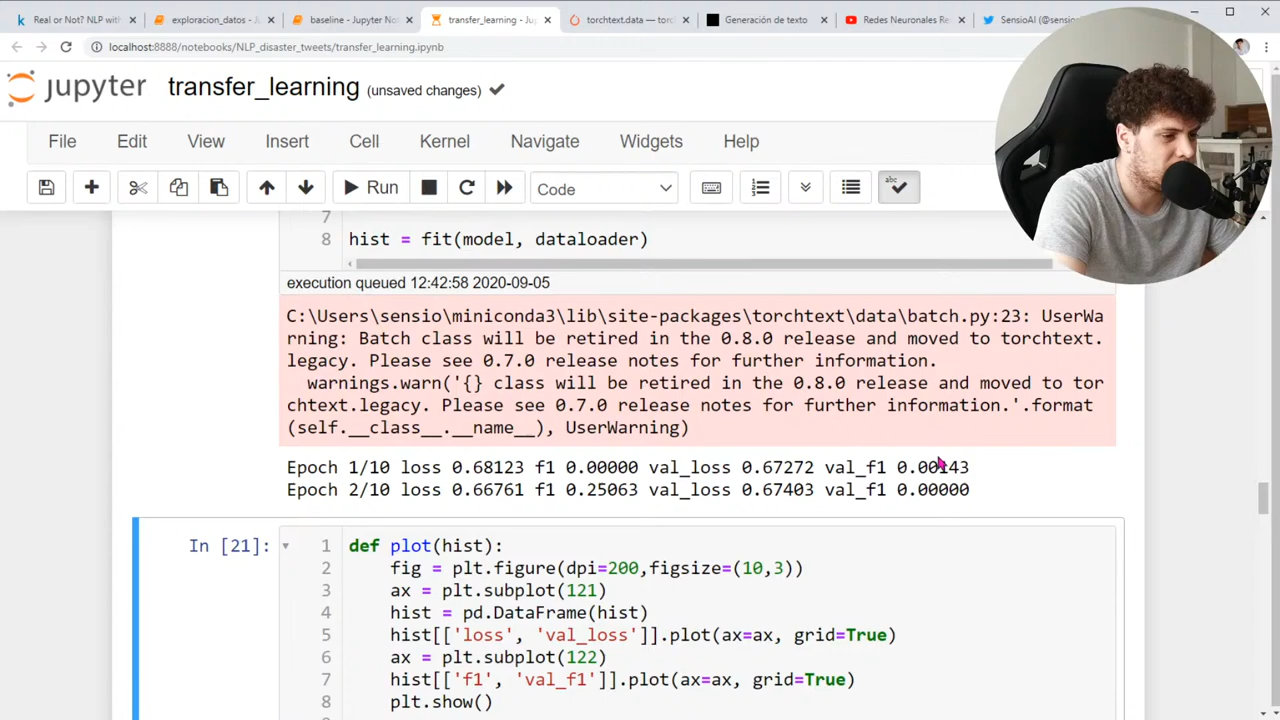 Real or Not? NLP with
exploracion_datos - Ju
baseline - Jupyter Not
transfer_learning - Ju
torchtext.data — torc
Generación de texto
Redes Neuronales Re
SensioAI (@sensio
localhost:8888/notebooks/NLP_disaster_tweets/transfer_learning.ipynb
jupyter transfer_learning (unsaved changes)
File Edit View Insert Cell Kernel Navigate Widgets Help
Run Code
7
8 hist = fit(model, dataloader)
execution queued 12:42:58 2020-09-05
C:\Users\sensio\miniconda3\lib\site-packages\torchtext\data\batch.py:23: UserWa
rning: Batch class will be retired in the 0.8.0 release and moved to torchtext.
legacy. Please see 0.7.0 release notes for further information.
warnings.warn('{} class will be retired in the 0.8.0 release and moved to tor
chtext.legacy. Please see 0.7.0 release notes for further information.'.format
(self.__class__.__name__), UserWarning)
Epoch 1/10 loss 0.68123 f1 0.00000 val_loss 0.67272 val_f1 0.00143
Epoch 2/10 loss 0.66761 f1 0.25063 val_loss 0.67403 val_f1 0.00000
In [21]: 1 def plot(hist):
2 fig = plt.figure(dpi=200,figsize=(10,3))
3 ax = plt.subplot(121)
4 hist = pd.DataFrame(hist)
5 hist[['loss', 'val_loss']].plot(ax=ax, grid=True)
6 ax = plt.subplot(122)
7 hist[['f1', 'val_f1']].plot(ax=ax, grid=True)
8 plt.show()